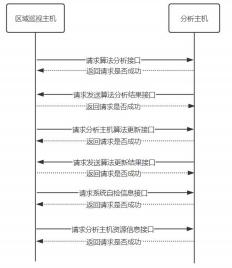 区域巡视主机
分析主机
请求算法分析接口
返回请求是否成功
请求发送算法分析结果接口
返回请求是否成功
请求分析主机算法更新接口
返回请求是否成功
请求发送算法更新结果接口
返回请求是否成功
请求系统自检信息接口
返回请求是否成功
请求分析主机资源信息接口
返回请求是否成功